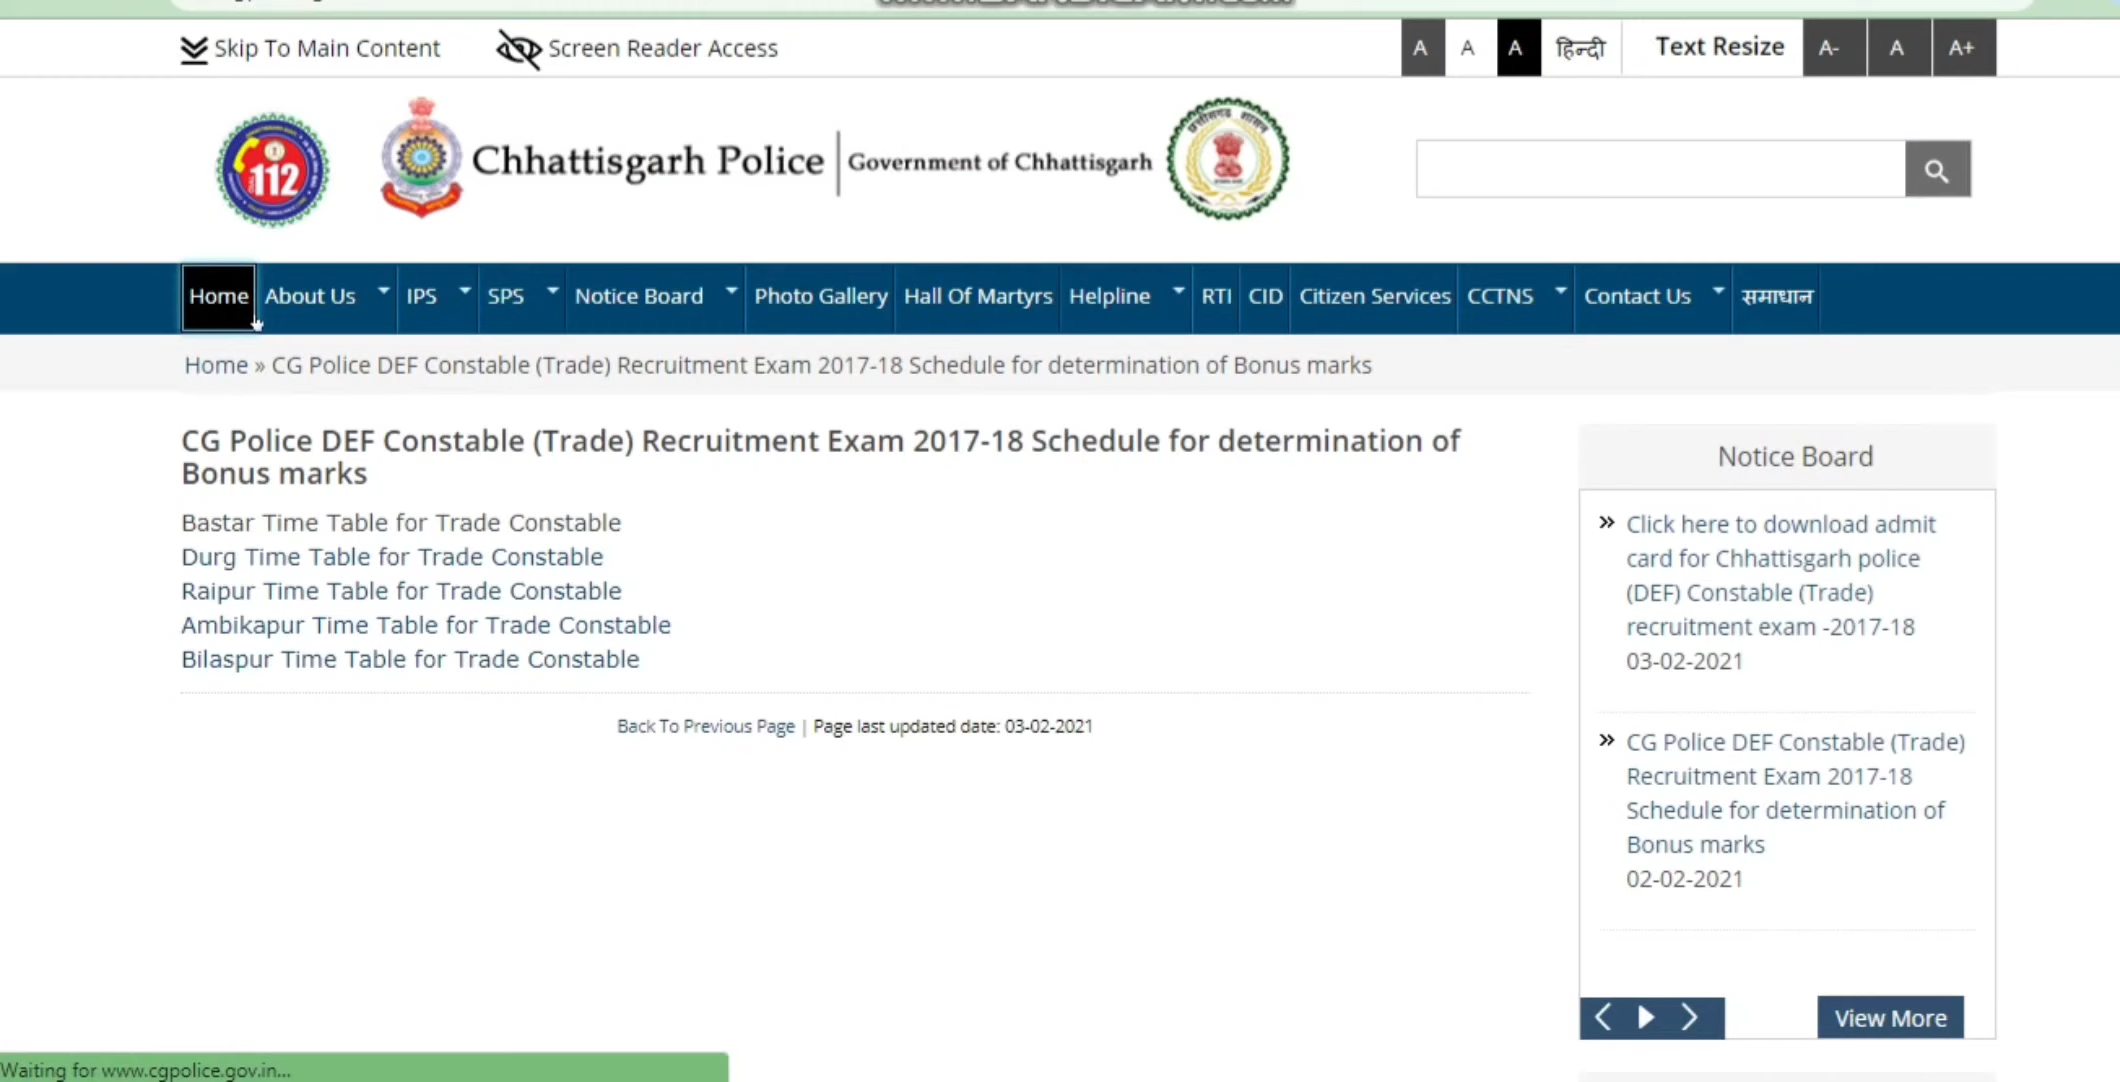 Skip To Main Content
Screen Reader Access
A A A हिन्दी Text Resize A- A A+
112
Chhattisgarh Police Government of Chhattisgarh
Home About Us IPS SPS Notice Board Photo Gallery Hall Of Martyrs Helpline RTI CID Citizen Services CCTNS Contact Us समाधान
Home » CG Police DEF Constable (Trade) Recruitment Exam 2017-18 Schedule for determination of Bonus marks
CG Police DEF Constable (Trade) Recruitment Exam 2017-18 Schedule for determination of
Bonus marks
Bastar Time Table for Trade Constable
Durg Time Table for Trade Constable
Raipur Time Table for Trade Constable
Ambikapur Time Table for Trade Constable
Bilaspur Time Table for Trade Constable
Back To Previous Page | Page last updated date: 03-02-2021
Notice Board
» Click here to download admit
card for Chhattisgarh police
(DEF) Constable (Trade)
recruitment exam -2017-18
03-02-2021
» CG Police DEF Constable (Trade)
Recruitment Exam 2017-18
Schedule for determination of
Bonus marks
02-02-2021
View More
Waiting for www.cgpolice.gov.in...